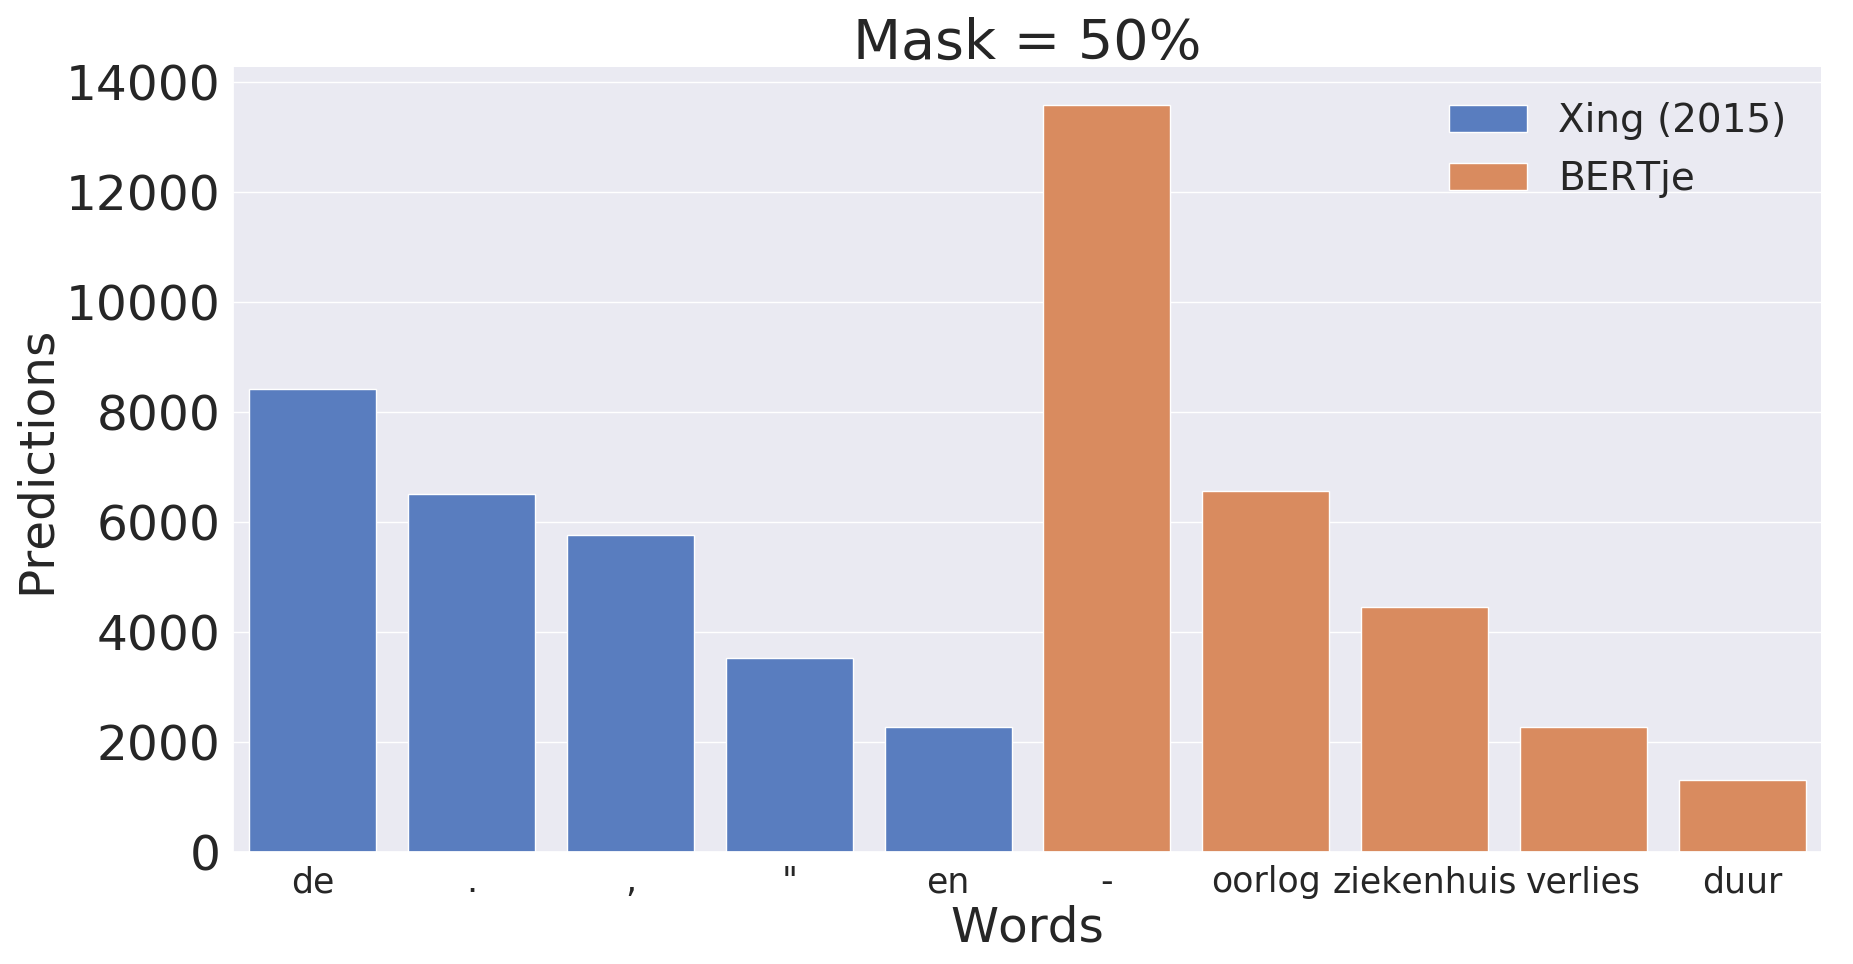 Mask = 50%
14000
12000
10000
8000
6000
4000
2000
0
Predictions
Xing (2015)
BERTje
de . , " en - oorlog ziekenhuis verlies duur
Words